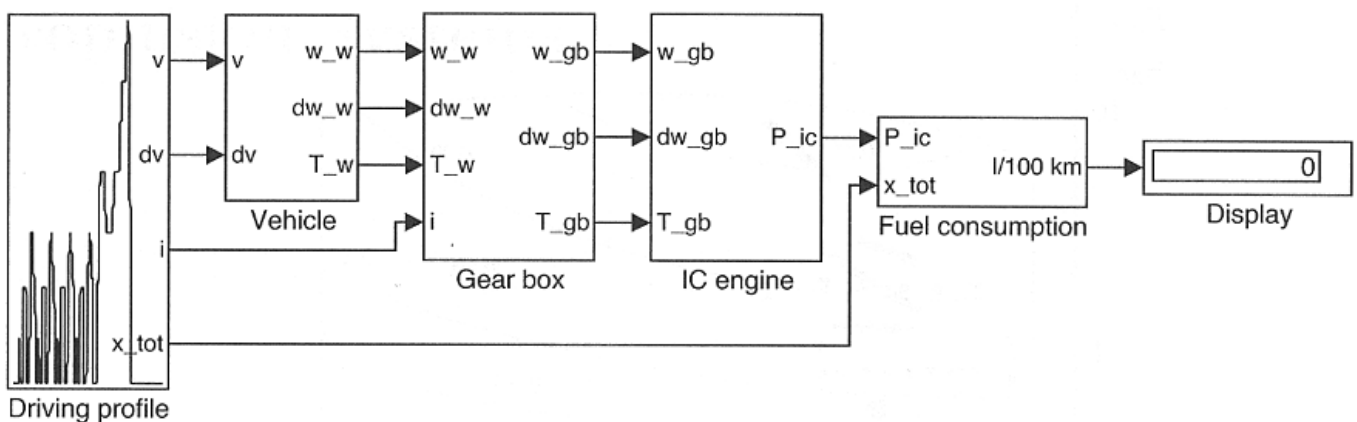 v
dv
i
x_tot
Driving profile
v
dv
w_w
dw_w
T_w
Vehicle
w_w
dw_w
T_w
i
w_gb
dw_gb
T_gb
Gear box
w_gb
dw_gb
T_gb
P_ic
IC engine
P_ic
x_tot
l/100 km
Fuel consumption
0
Display